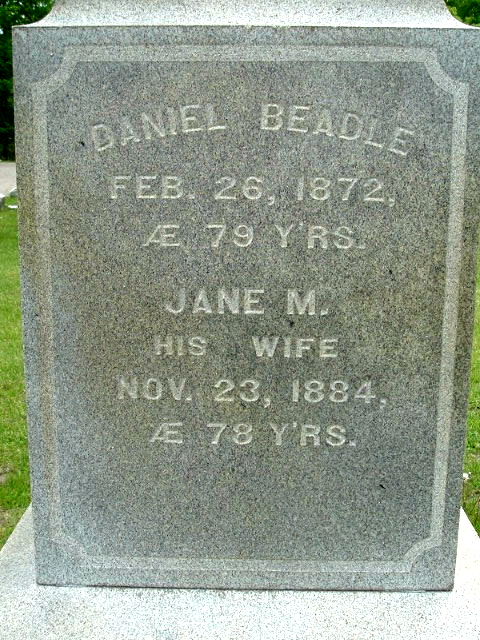 DANIEL BEADLE
FEB. 26, 1872,
Æ 79 Y'RS.
JANE M.
HIS WIFE
NOV. 23, 1884,
Æ 78 Y'RS.